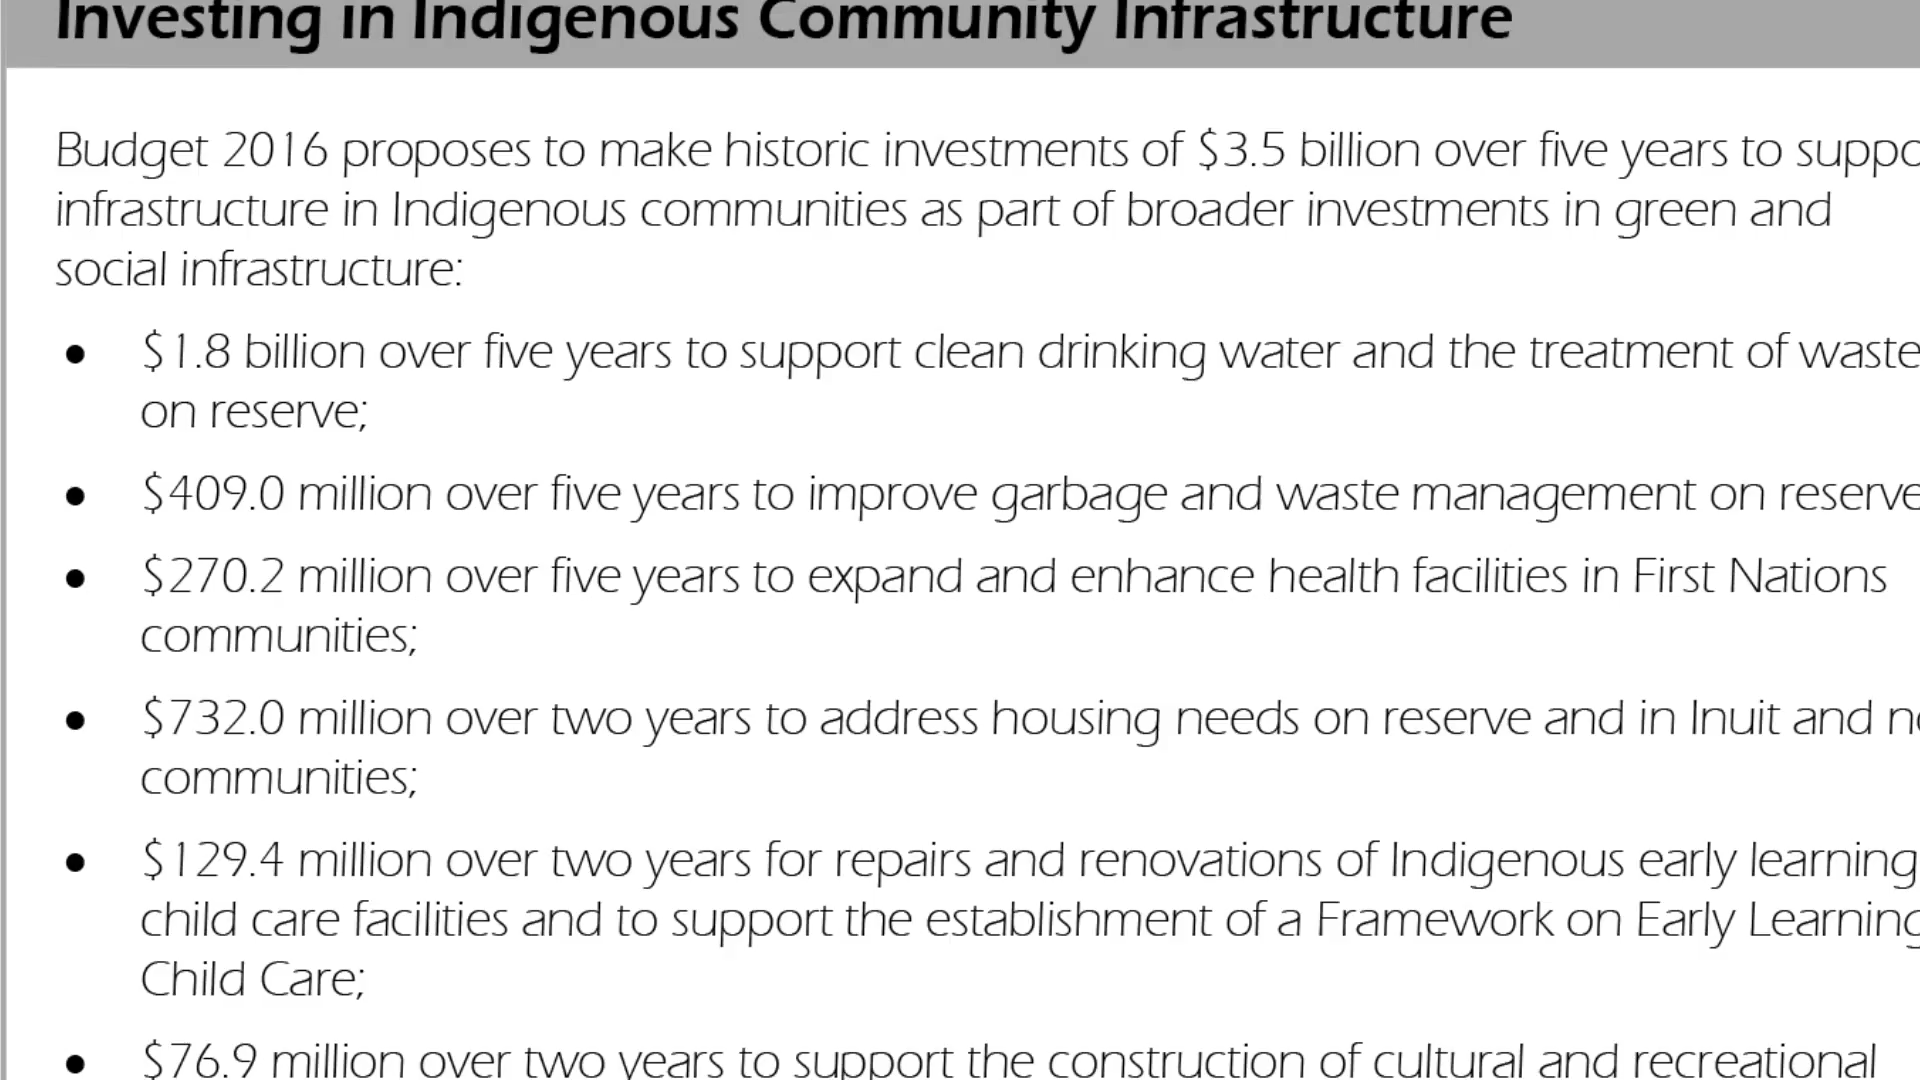 Investing in Indigenous Community Infrastructure
Budget 2016 proposes to make historic investments of $3.5 billion over five years to
infrastructure in Indigenous communities as part of broader investments in green and
social infrastructure:
• $1.8 billion over five years to support clean drinking water and the treatment of waste
on reserve;
• $409.0 million over five years to improve garbage and waste management on reserve
• $270.2 million over five years to expand and enhance health facilities in First Nations
communities;
• $732.0 million over two years to address housing needs on reserve and in Inuit and
communities;
• $129.4 million over two years for repairs and renovations of Indigenous early learning
child care facilities and to support the establishment of a Framework on Early Learning
Child Care;
• $76.9 million over two years to support the construction of cultural and recreational